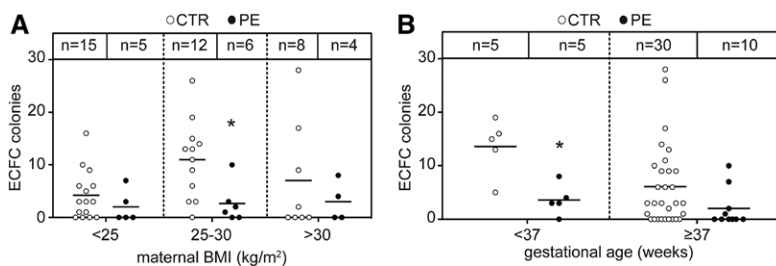 A
○ CTR ● PE
n=15 n=5 n=12 n=6 n=8 n=4
ECFC colonies
30
20
10
0
*
<25 25-30 >30
maternal BMI (kg/m²)
B
○ CTR ● PE
n=5 n=5 n=30 n=10
ECFC colonies
30
20
10
0
*
<37 ≥37
gestational age (weeks)